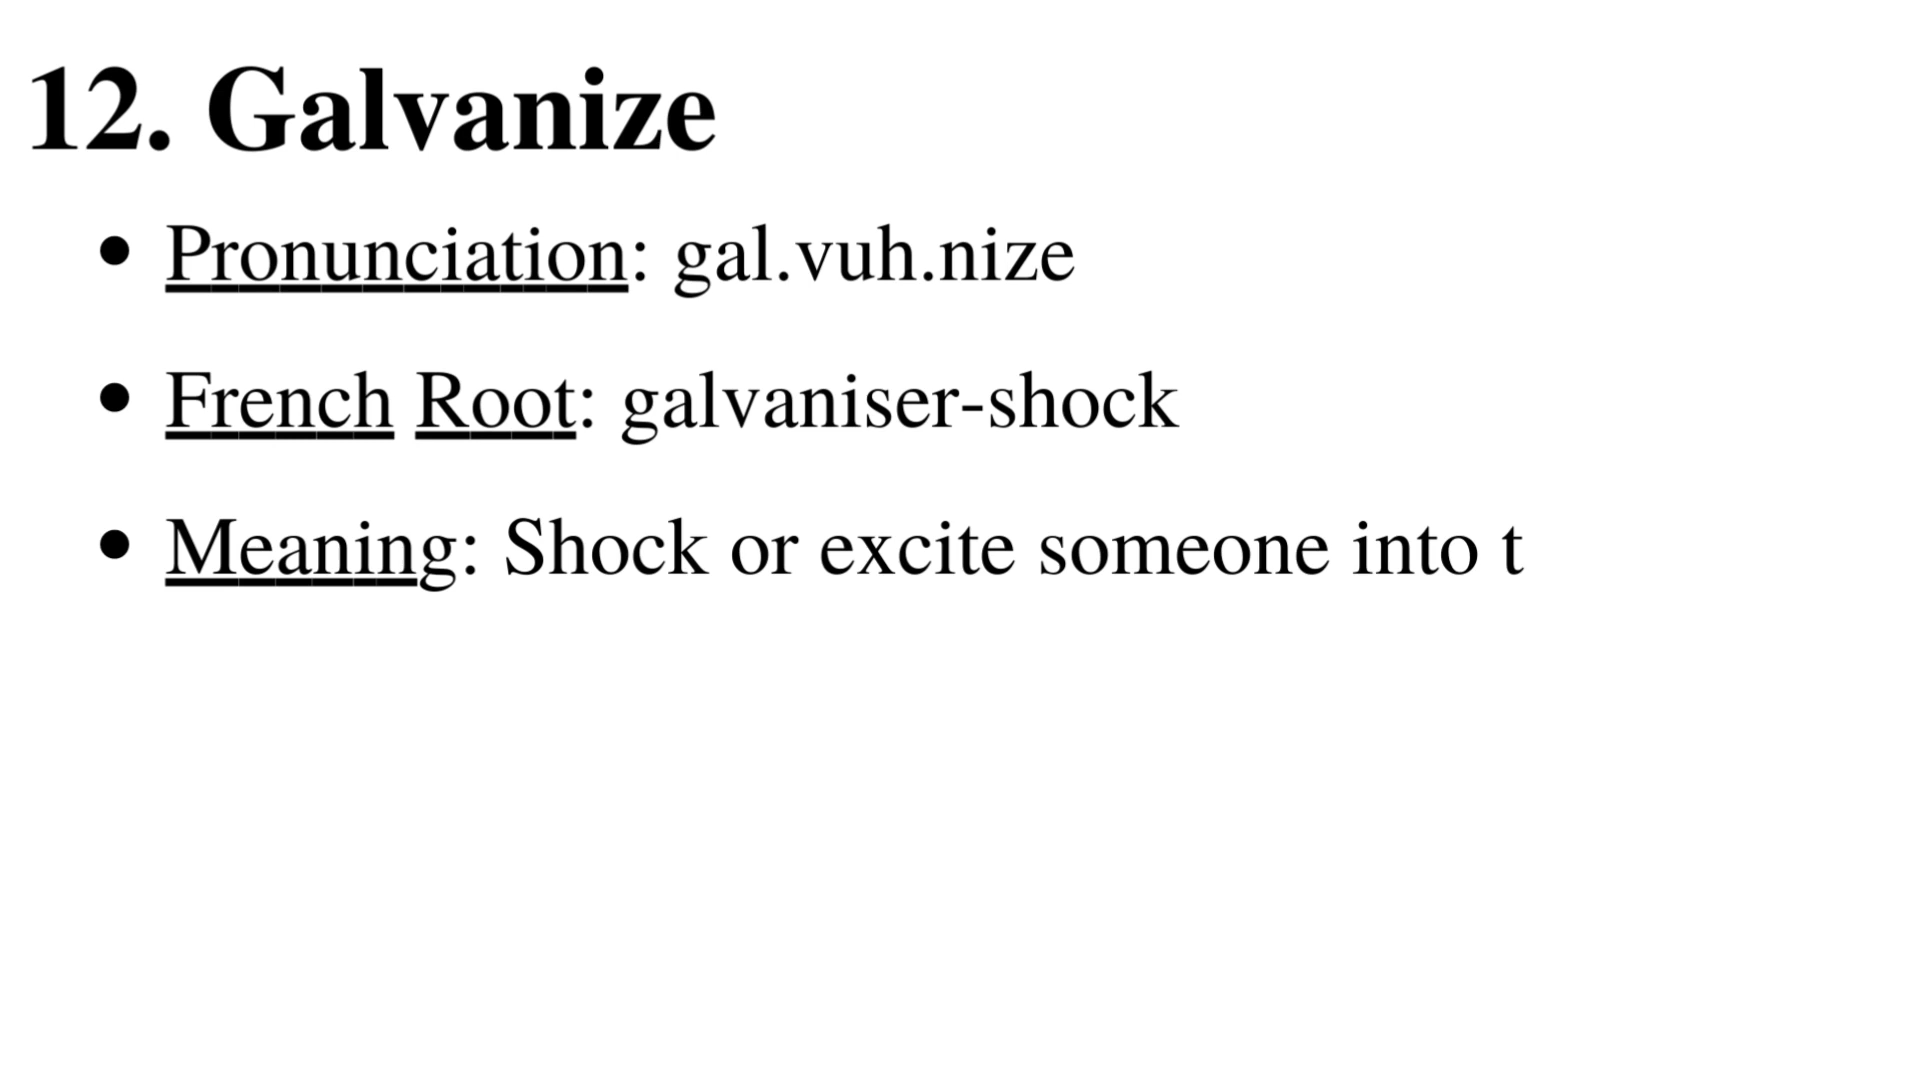 12. Galvanize
• Pronunciation: gal.vuh.nize
• French Root: galvaniser-shock
• Meaning: Shock or excite someone into t